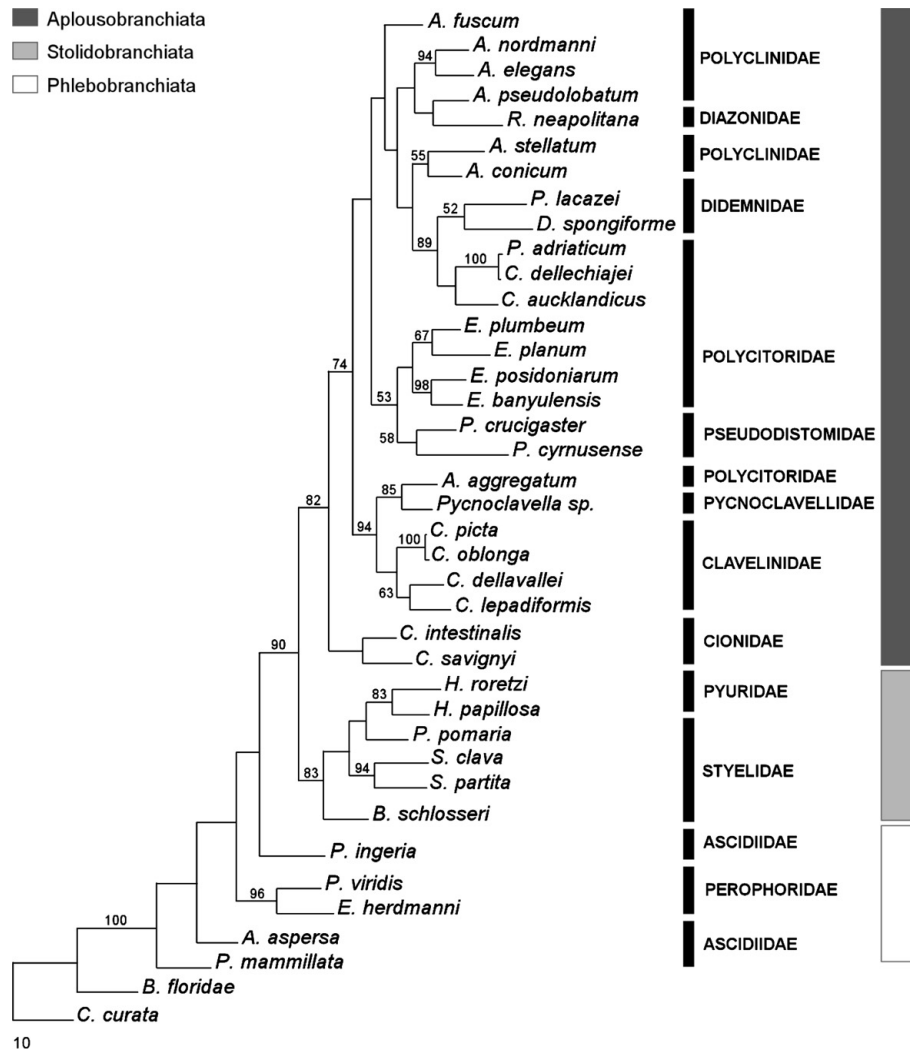 Aplousobranchiata
Stolidobranchiata
Phlebobranchiata
A. fuscum
94
A. nordmanni
A. elegans
POLYCLINIDAE
A. pseudolobatum
R. neapolitana
DIAZONIDAE
55
A. stellatum
A. conicum
POLYCLINIDAE
52
P. lacazei
D. spongiforme
DIDEMNIDAE
89
100
P. adriaticum
C. dellechiajei
C. aucklandicus
67
E. plumbeum
E. planum
POLYCITORIDAE
74
98
E. posidoniarum
E. banyulensis
53
58
P. crucigaster
P. cyrnusense
PSEUDODISTOMIDAE
85
A. aggregatum
POLYCITORIDAE
Pycnoclavella sp.
PYCNOCLAVELLIDAE
82
94
100
C. picta
C. oblonga
CLAVELINIDAE
63
C. dellavallei
C. lepadiformis
90
C. intestinalis
C. savignyi
CIONIDAE
83
H. roretzi
H. papillosa
PYURIDAE
P. pomaria
83
94
S. clava
S. partita
STYELIDAE
B. schlosseri
P. ingeria
ASCIDIIDAE
96
P. viridis
E. herdmanni
PEROPHORIDAE
100
A. aspersa
P. mammillata
ASCIDIIDAE
B. floridae
C. curata
10